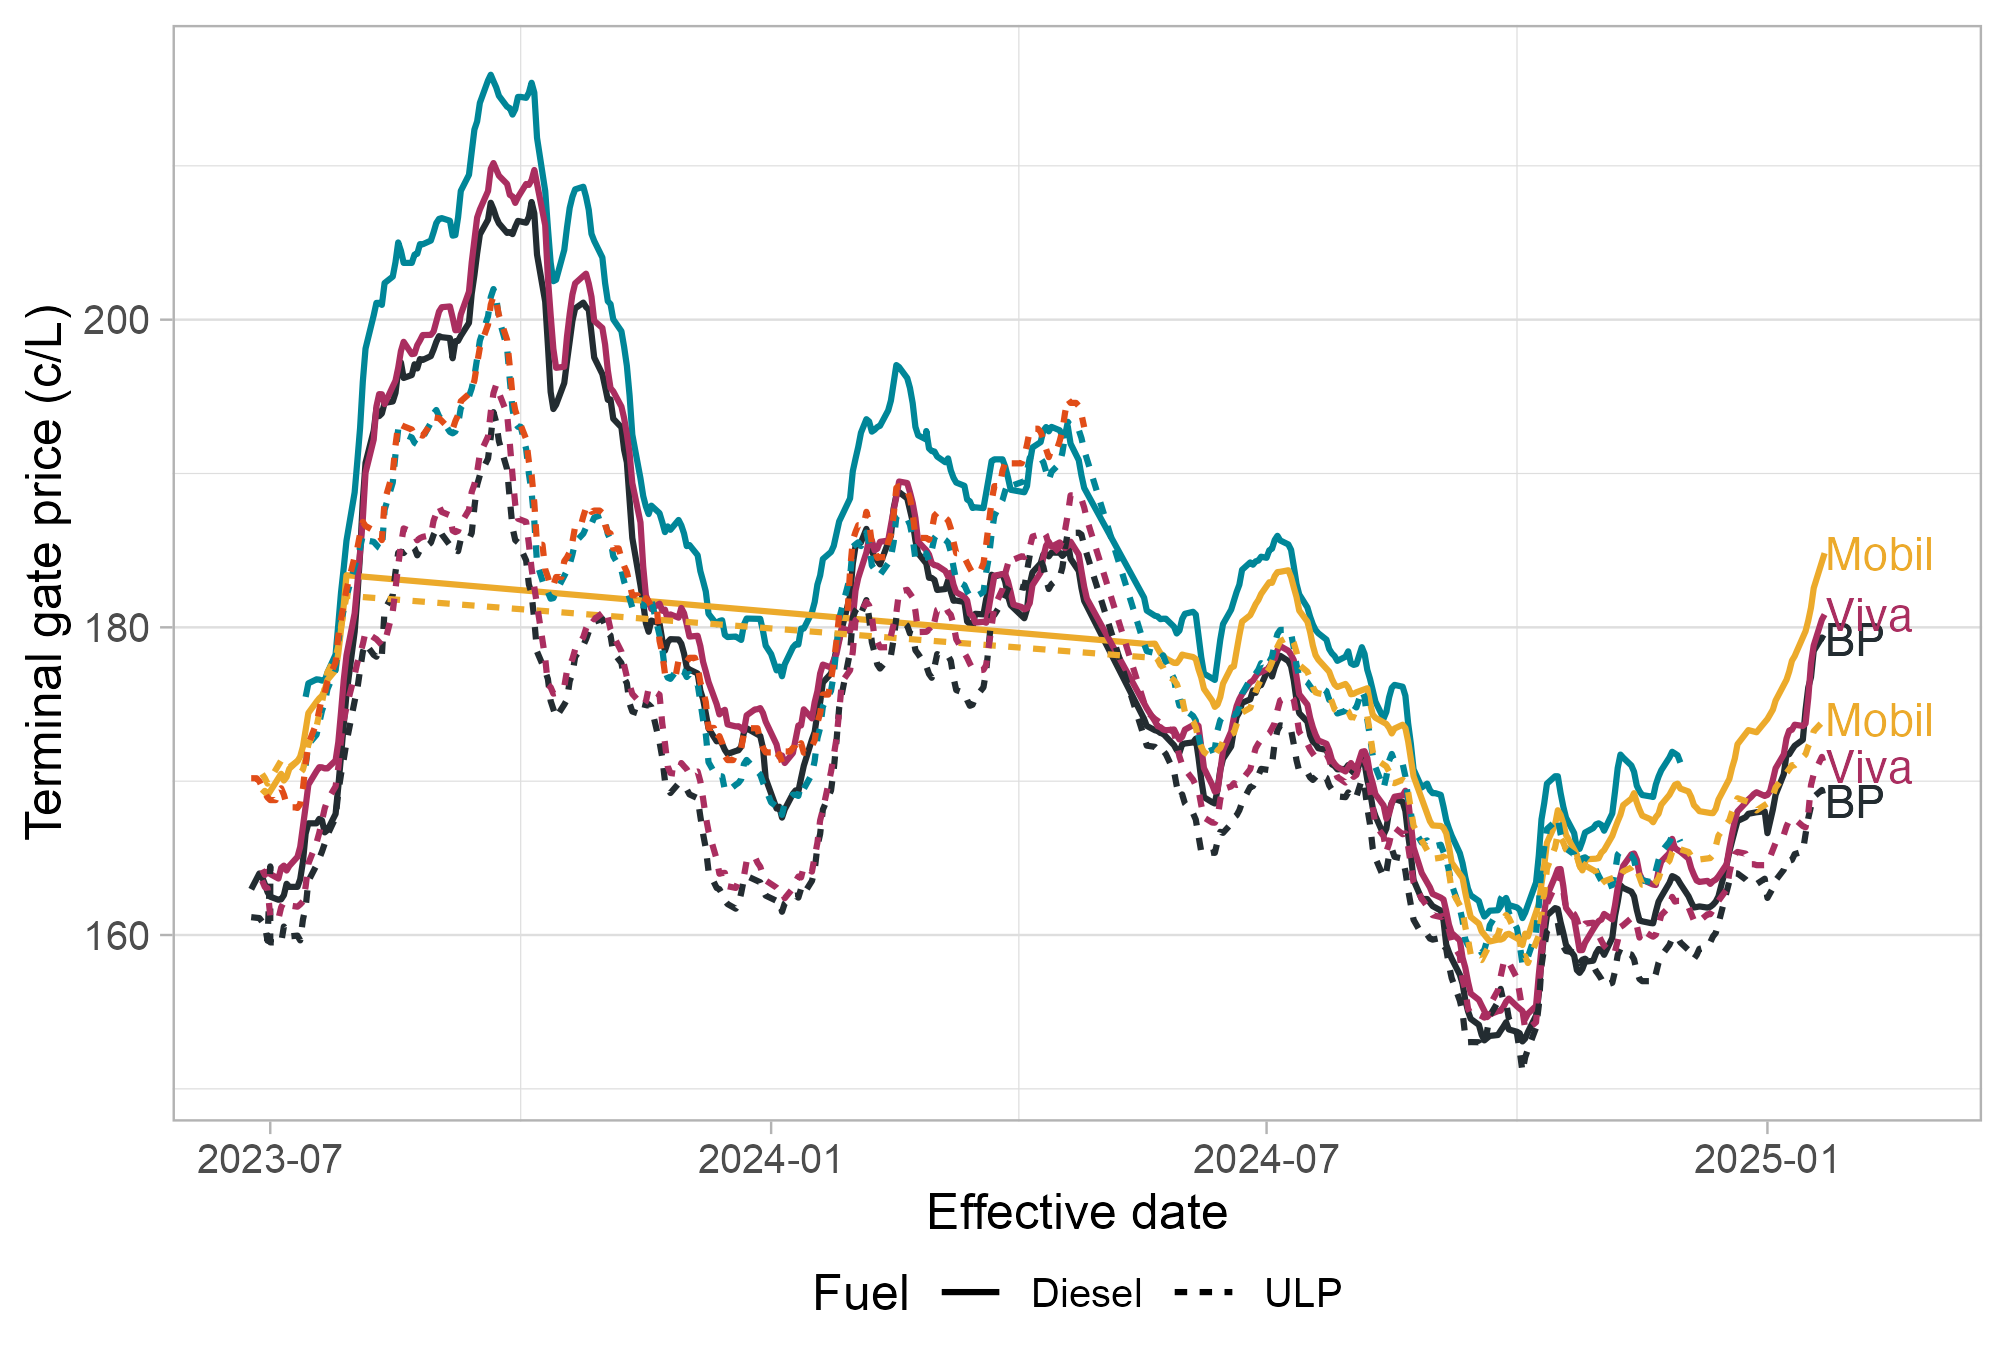 Terminal gate price (c/L)
200
180
160
Mobil
Viva
BP
Mobil
Viva
BP
2023-07 2024-01 2024-07 2025-01
Effective date
Fuel Diesel ULP